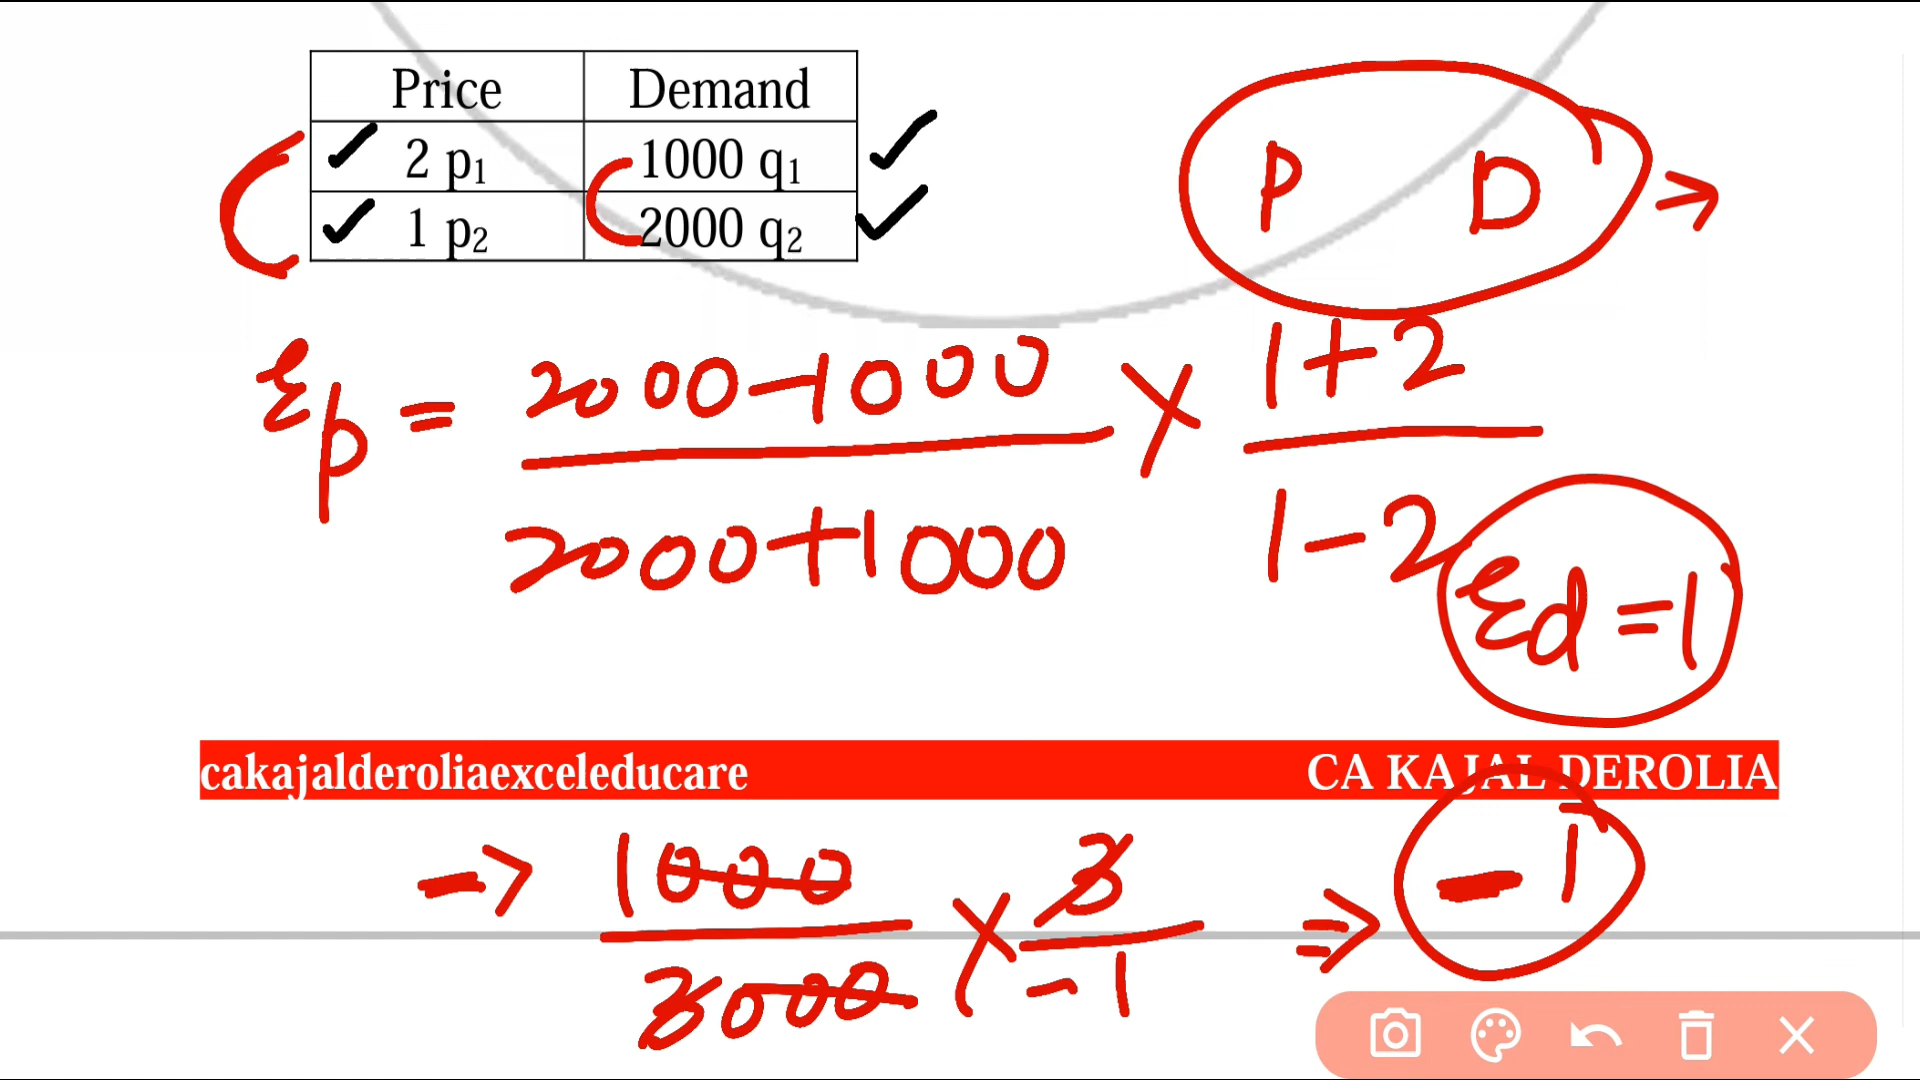 Price Demand
2 p₁ 1000 q₁
1 p₂ 2000 q₂
P D →
εp = 2000-1000 / 2000+1000 × 1+2 / 1-2
εd = 1
cakajalderoliaexceleducare CA KAJAL DEROLIA
→ 1000 / 3000 × 3 / -1 ⇒ -1